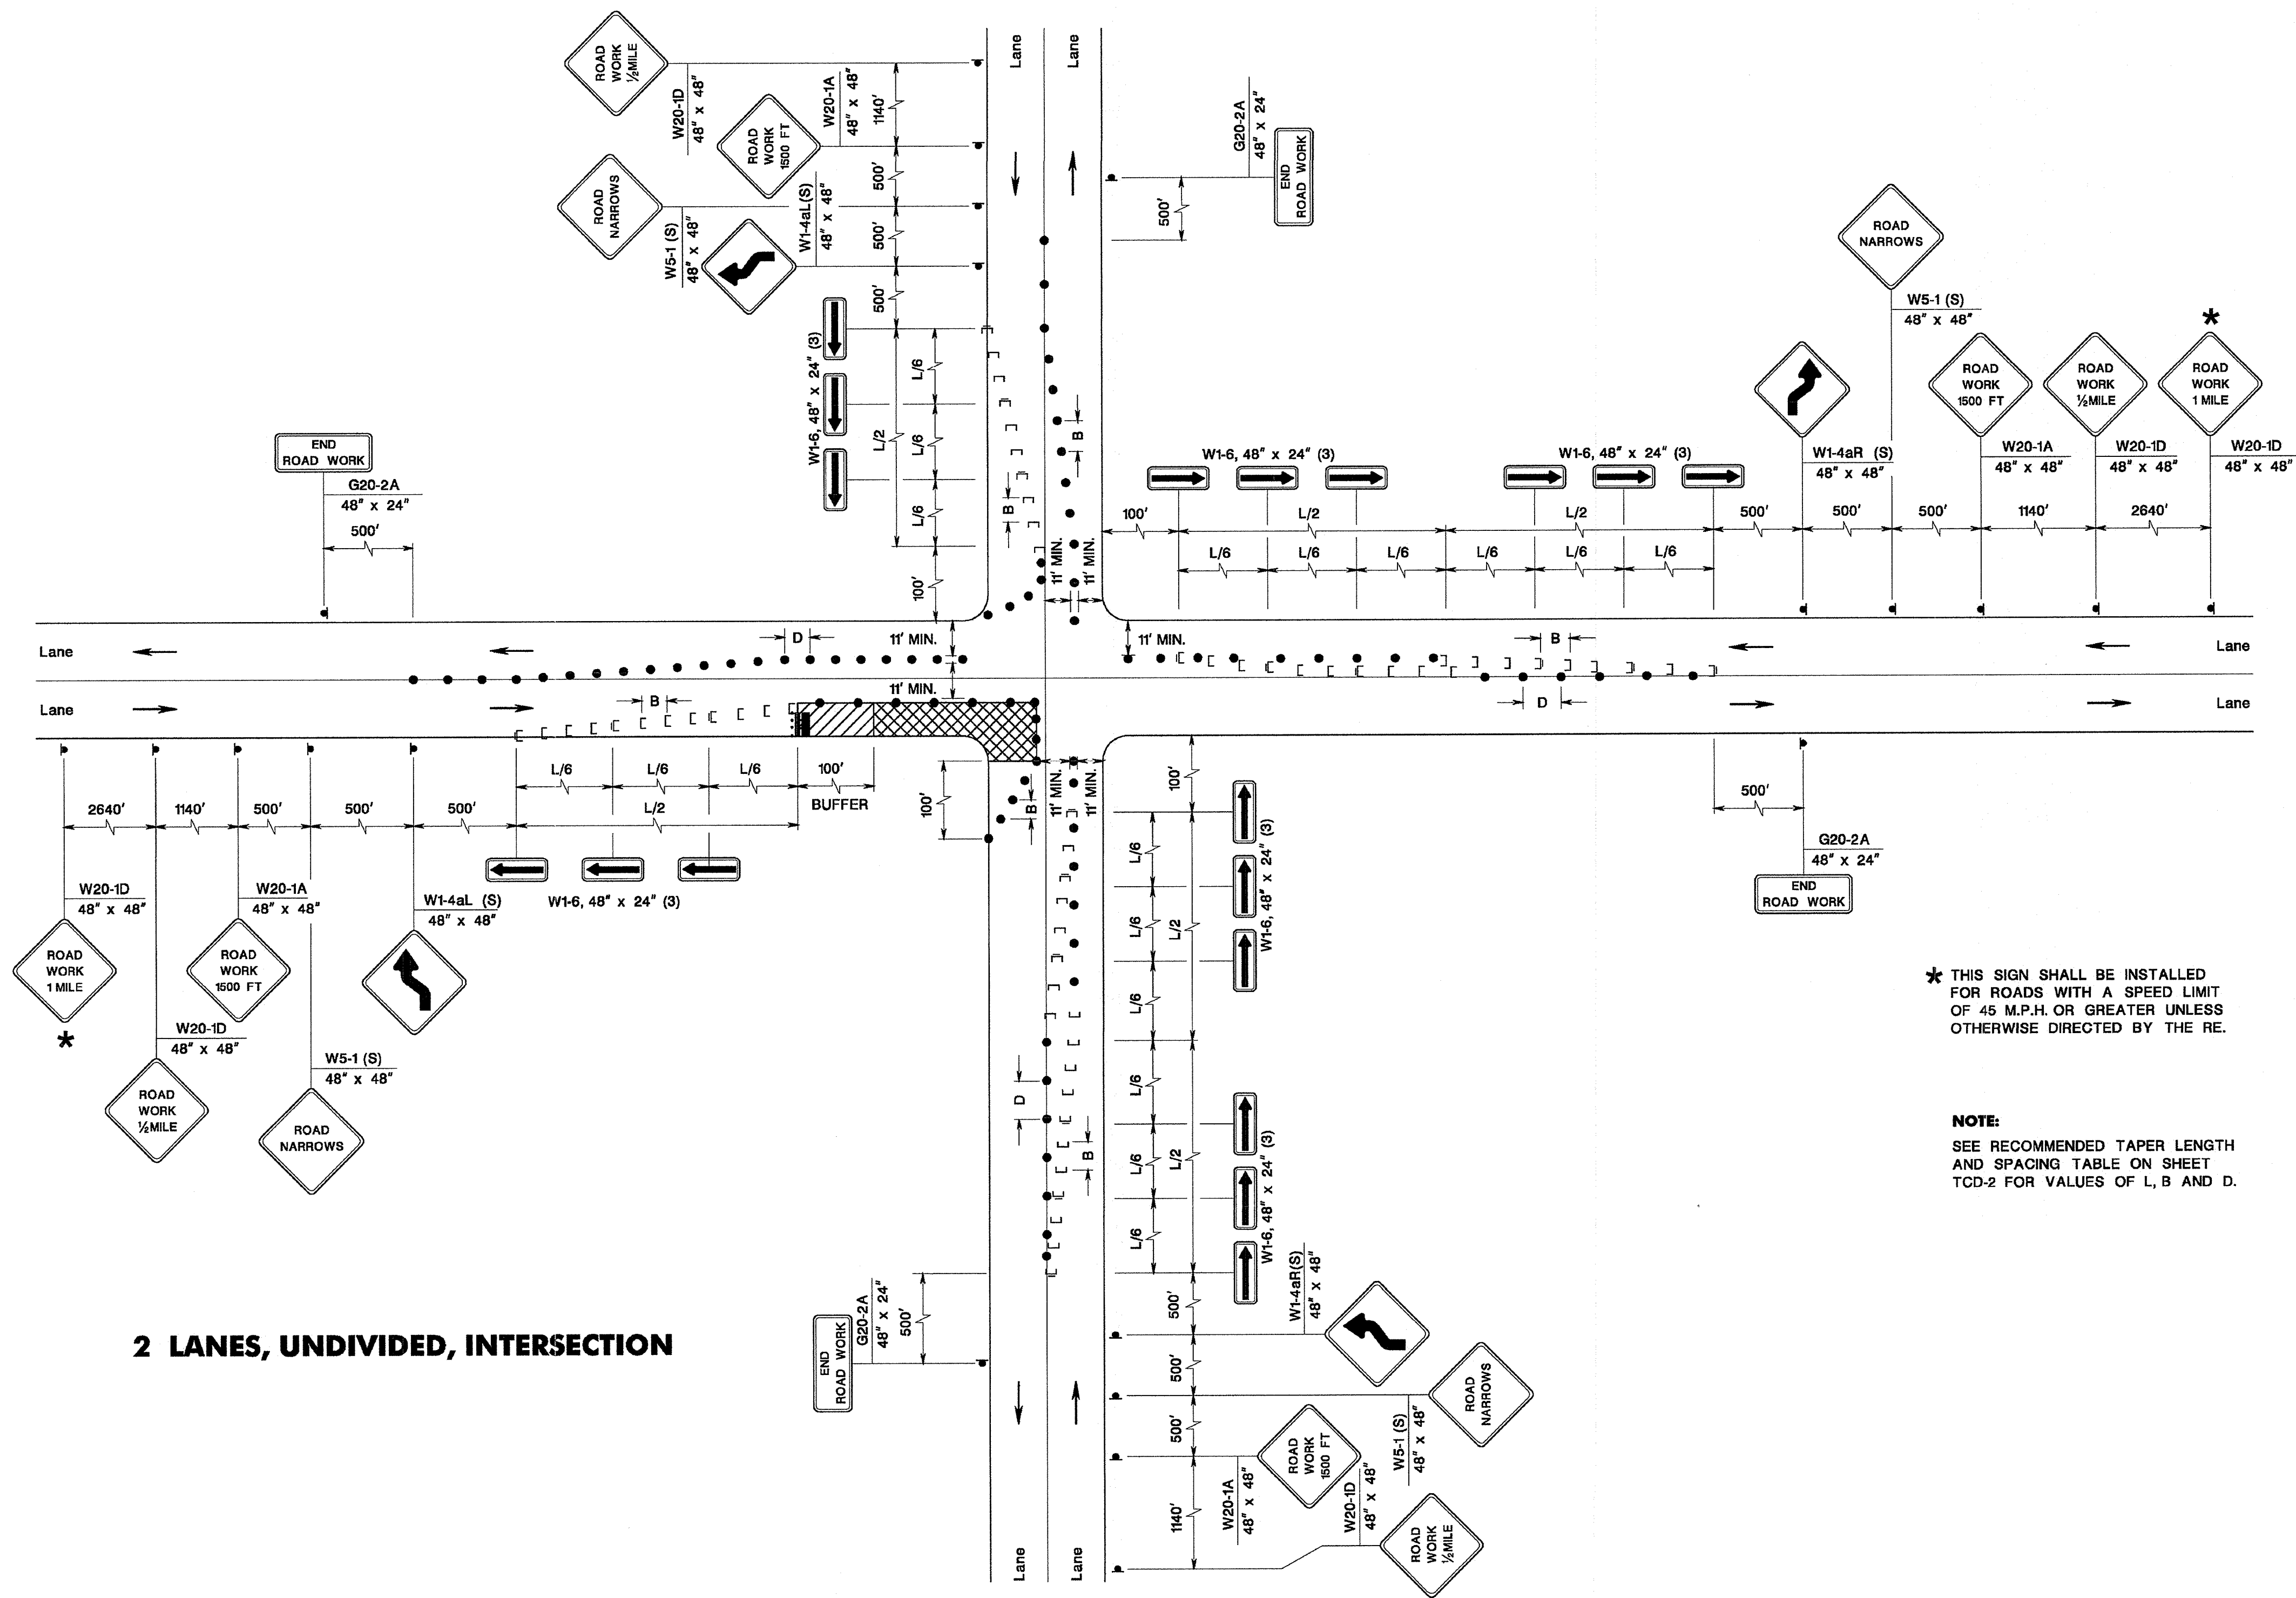 ROAD
WORK
½MILE
W20-1D
48" x 48"
ROAD
WORK
1500 FT
W20-1A
48" x 48"
1140'
500'
ROAD
NARROWS
W5-1 (S)
48" x 48"
W1-4aL(S)
48" x 48"
500'
500'
W1-6, 48" x 24" (3)
L/6
L/6
L/6
L/2
100'
Lane
Lane
B
B
11' MIN.
11' MIN.
G20-2A
48" x 24"
END
ROAD WORK
500'
END
ROAD WORK
G20-2A
48" x 24"
500'
ROAD
NARROWS
W5-1 (S)
48" x 48"
*
ROAD
WORK
1500 FT
ROAD
WORK
½MILE
ROAD
WORK
1 MILE
W1-6, 48" x 24" (3)
W1-6, 48" x 24" (3)
W1-4aR (S)
48" x 48"
W20-1A
48" x 48"
W20-1D
48" x 48"
W20-1D
48" x 48"
100'
L/2
L/2
500'
500'
500'
1140'
2640'
L/6
L/6
L/6
L/6
L/6
L/6
Lane
D
11' MIN.
11' MIN.
B
Lane
11' MIN.
Lane
B
D
Lane
L/6
L/6
L/6
100'
BUFFER
2640'
1140'
500'
500'
500'
L/2
W20-1D
48" x 48"
W20-1A
48" x 48"
W1-4aL (S)
48" x 48"
W1-6, 48" x 24" (3)
ROAD
WORK
1 MILE
*
ROAD
WORK
1500 FT
W20-1D
48" x 48"
W5-1 (S)
48" x 48"
ROAD
WORK
½MILE
ROAD
NARROWS
100'
B
11' MIN.
11' MIN.
100'
L/6
L/6
L/6
L/2
W1-6, 48" x 24" (3)
D
B
L/6
L/6
L/6
L/2
W1-6, 48" x 24" (3)
500'
G20-2A
48" x 24"
END
ROAD WORK
500'
G20-2A
48" x 24"
END
ROAD WORK
500'
W1-4aR(S)
48" x 48"
500'
ROAD
NARROWS
W5-1 (S)
48" x 48"
500'
ROAD
WORK
1500 FT
W20-1A
48" x 48"
W20-1D
48" x 48"
1140'
ROAD
WORK
½MILE
Lane
Lane
* THIS SIGN SHALL BE INSTALLED
FOR ROADS WITH A SPEED LIMIT
OF 45 M.P.H. OR GREATER UNLESS
OTHERWISE DIRECTED BY THE RE.
NOTE:
SEE RECOMMENDED TAPER LENGTH
AND SPACING TABLE ON SHEET
TCD-2 FOR VALUES OF L, B AND D.
2 LANES, UNDIVIDED, INTERSECTION